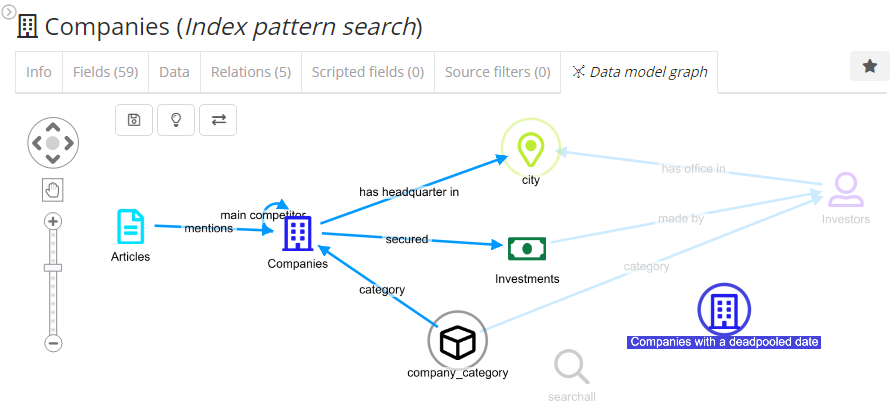 Companies (Index pattern search)
Info Fields (59) Data Relations (5) Scripted fields (0) Source filters (0) Data model graph
city
has office in
has headquarter in
Investors
main competitor
mentions
made by
secured
Articles
Companies
category
Investments
category
Companies with a deadpooled date
company_category
searchall